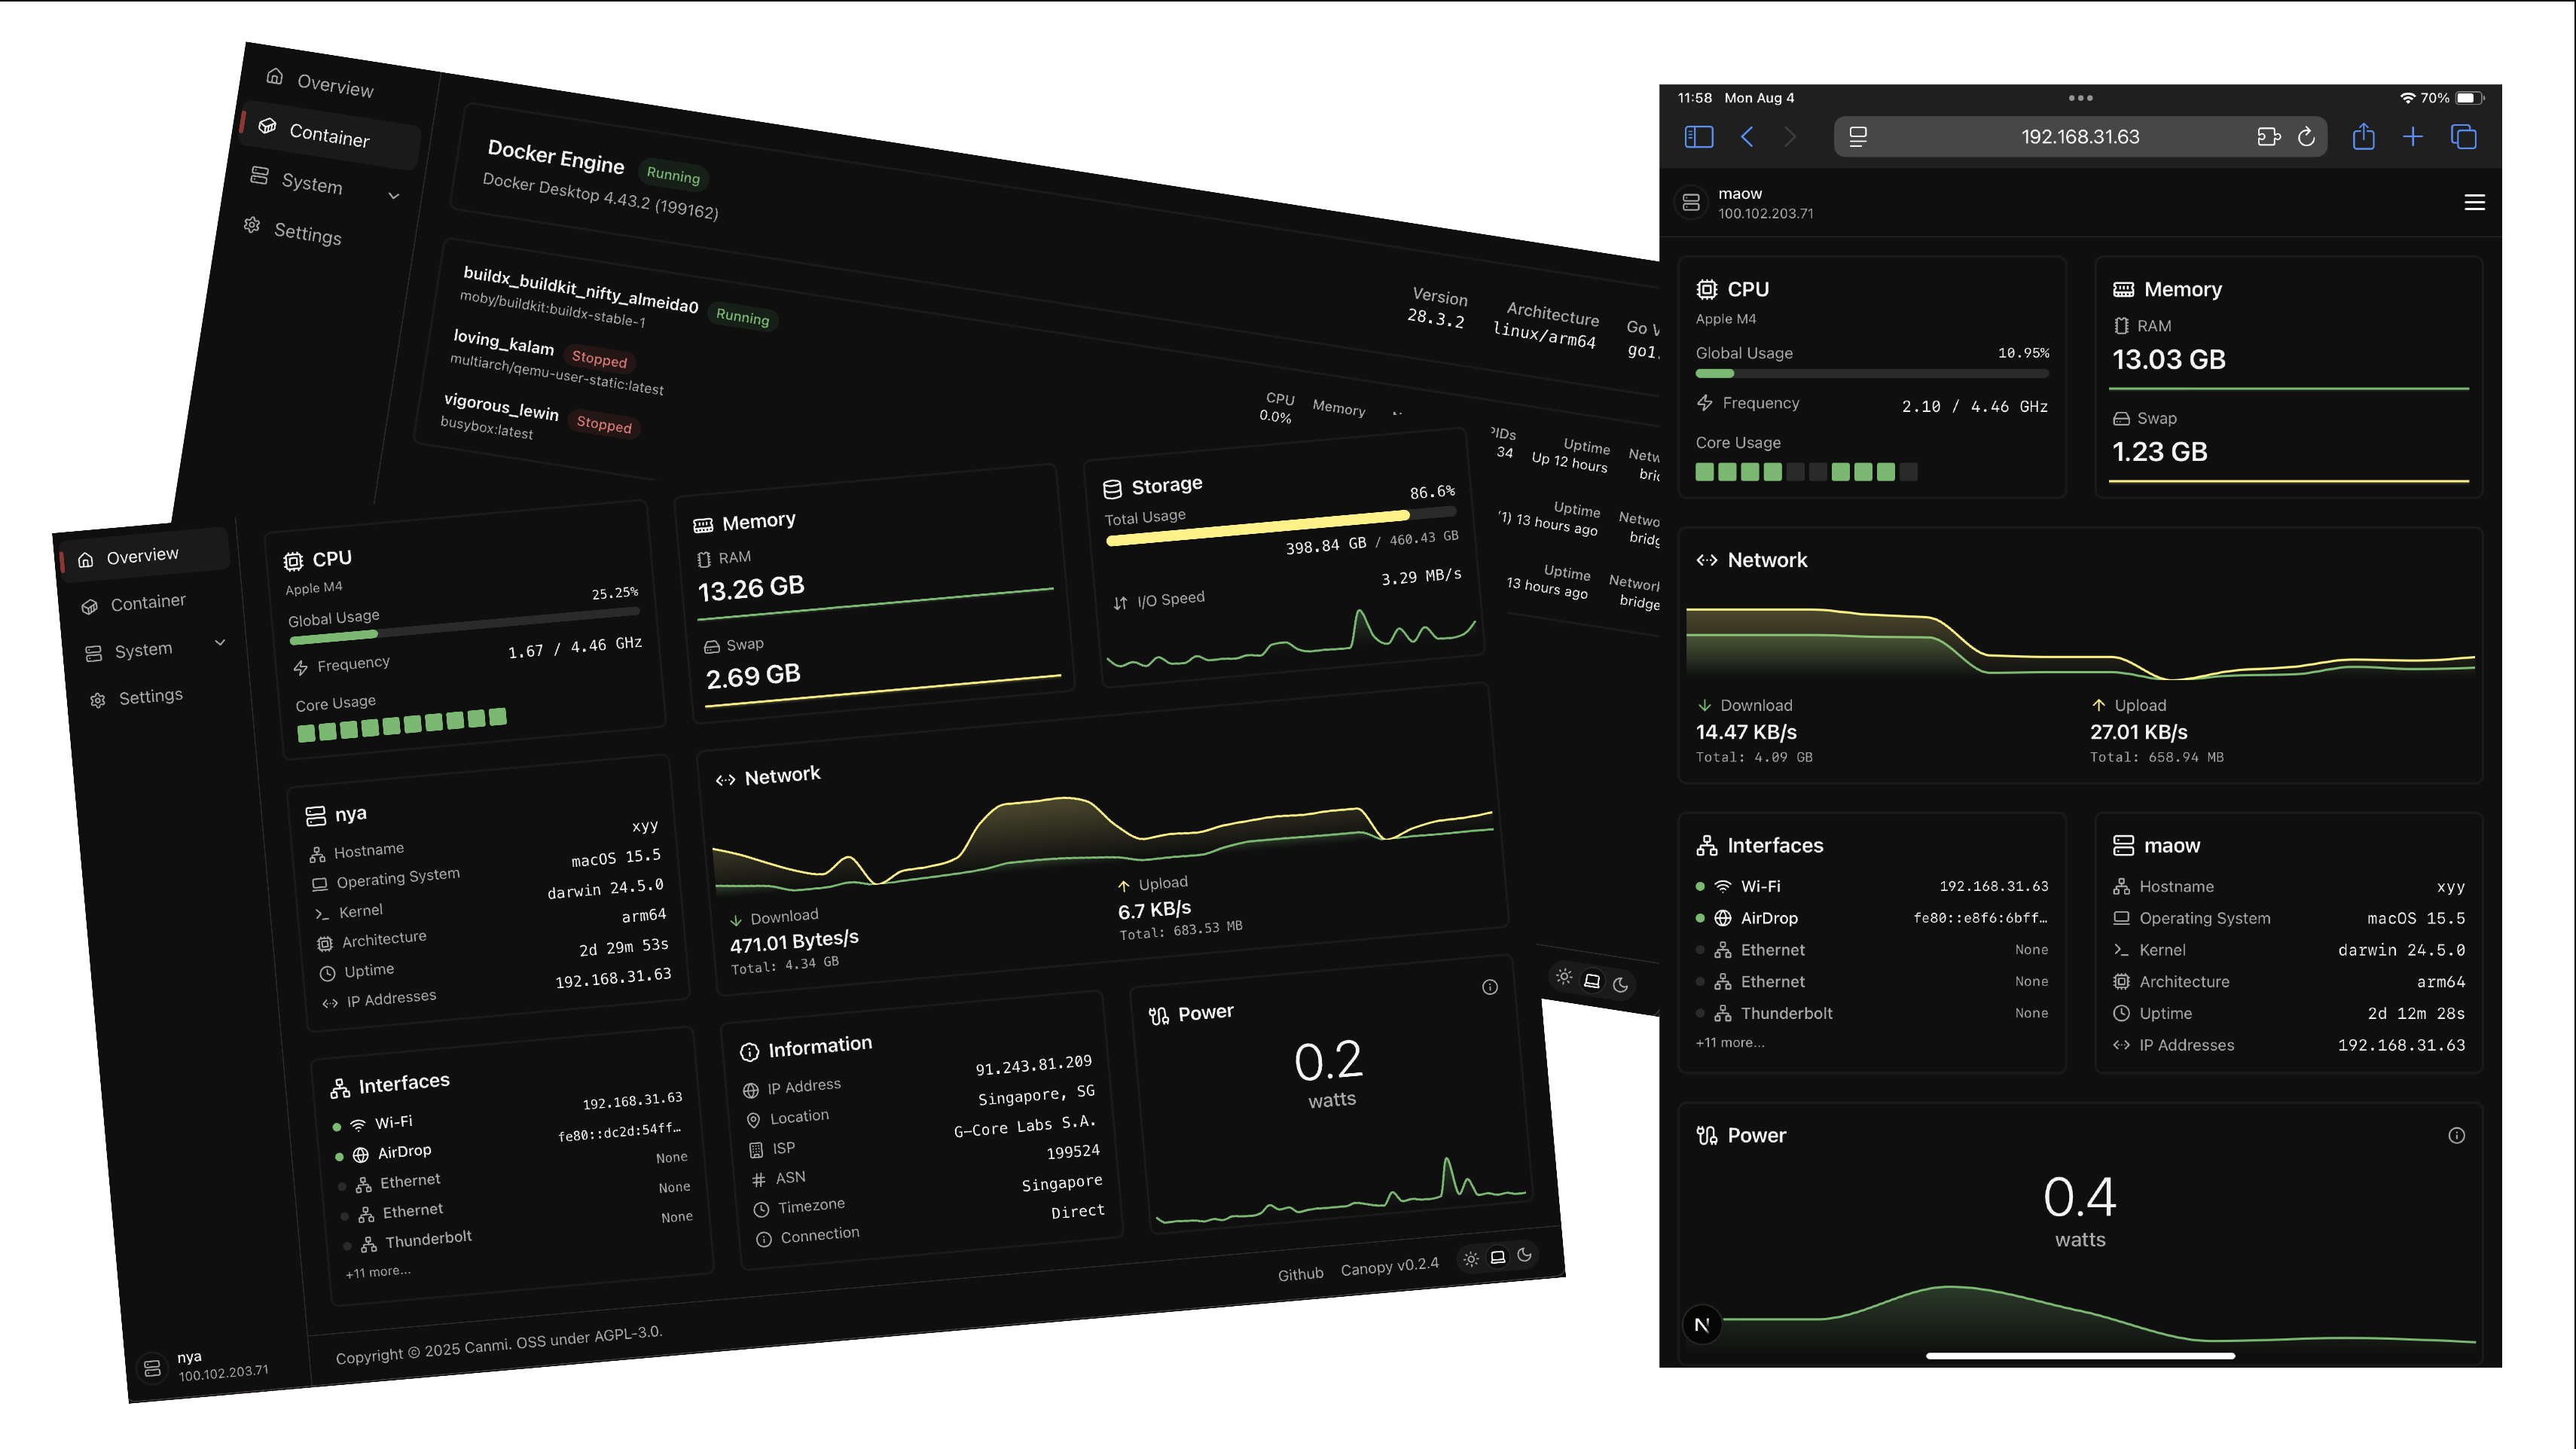 Overview
Container
System
Settings
Docker Engine Running
Docker Desktop 4.43.2 (199162)
Version
28.3.2
Architecture
linux/arm64
Go V
go1.
buildx_buildkit_nifty_almeida0 Running
moby/buildkit:buildx-stable-1
CPU
0.0%
Memory
PIDs
34
Uptime
Up 12 hours
Netw
bri
loving_kalam Stopped
multiarch/qemu-user-static:latest
Uptime
13 hours ago
Netwo
bridg
vigorous_lewin Stopped
busybox:latest
Uptime
13 hours ago
Network
bridge
Overview
Container
System
Settings
nya
100.102.203.71
CPU
Apple M4
Global Usage 25.25%
Frequency 1.67 / 4.46 GHz
Core Usage
Memory
RAM
13.26 GB
Swap
2.69 GB
Storage
Total Usage 86.6%
398.84 GB / 460.43 GB
I/O Speed 3.29 MB/s
nya
Hostname xyy
Operating System macOS 15.5
Kernel darwin 24.5.0
Architecture arm64
Uptime 2d 29m 53s
IP Addresses 192.168.31.63
Network
Download
471.01 Bytes/s
Total: 4.34 GB
Upload
6.7 KB/s
Total: 683.53 MB
Interfaces
Wi-Fi 192.168.31.63
AirDrop fe80::dc2d:54ff…
Ethernet None
Ethernet None
Thunderbolt None
+11 more...
Information
IP Address 91.243.81.209
Location Singapore, SG
ISP G-Core Labs S.A.
ASN 199524
Timezone Singapore
Connection Direct
Power
0.2
watts
Copyright © 2025 Canmi. OSS under AGPL-3.0.
Github Canopy v0.2.4
11:58 Mon Aug 4
70%
192.168.31.63
maow
100.102.203.71
CPU
Apple M4
Global Usage 10.95%
Frequency 2.10 / 4.46 GHz
Core Usage
Memory
RAM
13.03 GB
Swap
1.23 GB
Network
Download
14.47 KB/s
Total: 4.09 GB
Upload
27.01 KB/s
Total: 658.94 MB
Interfaces
Wi-Fi 192.168.31.63
AirDrop fe80::e8f6:6bff…
Ethernet None
Ethernet None
Thunderbolt None
+11 more...
maow
Hostname xyy
Operating System macOS 15.5
Kernel darwin 24.5.0
Architecture arm64
Uptime 2d 12m 28s
IP Addresses 192.168.31.63
Power
0.4
watts
N